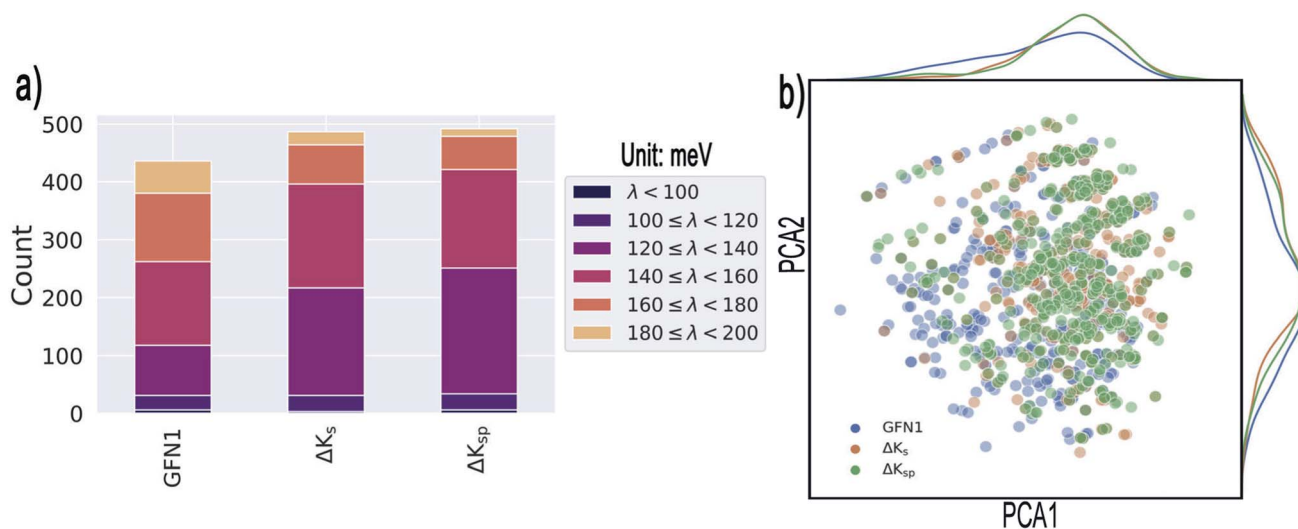 a)
500
400
300
200
100
0
Count
GFN1
ΔKs
ΔKsp
Unit: meV
λ < 100
100 ≤ λ < 120
120 ≤ λ < 140
140 ≤ λ < 160
160 ≤ λ < 180
180 ≤ λ < 200
b)
PCA2
GFN1
ΔKs
ΔKsp
PCA1